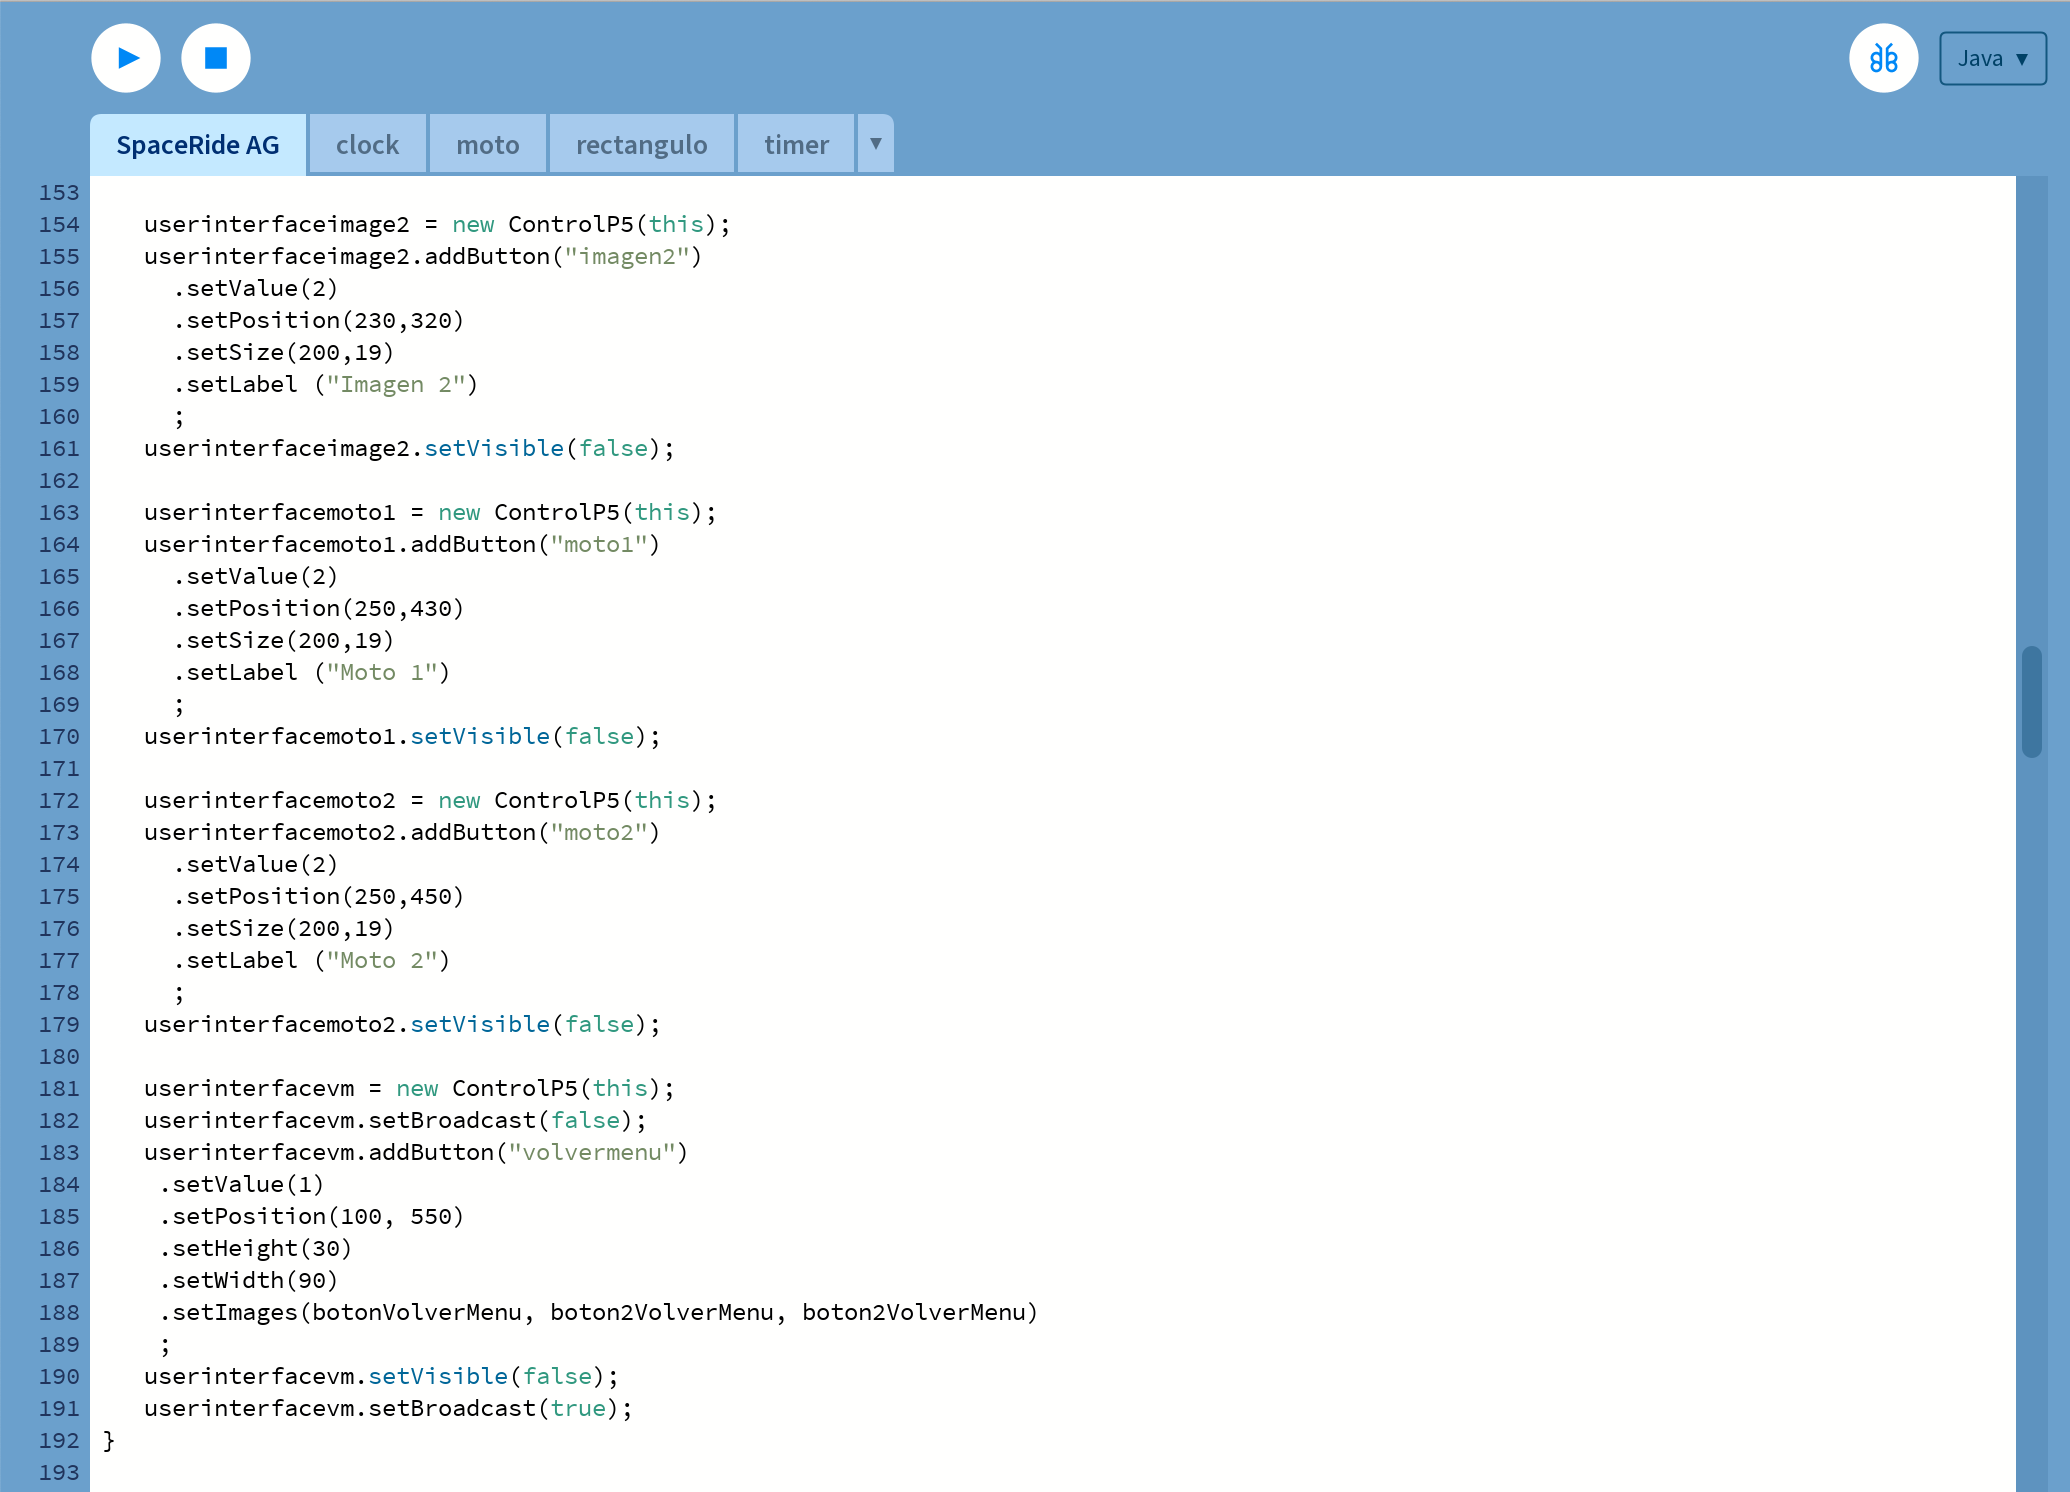 Java ▼
SpaceRide AG clock moto rectangulo timer ▼
153
154 userinterfaceimage2 = new ControlP5(this);
155 userinterfaceimage2.addButton("imagen2")
156 .setValue(2)
157 .setPosition(230,320)
158 .setSize(200,19)
159 .setLabel ("Imagen 2")
160 ;
161 userinterfaceimage2.setVisible(false);
162
163 userinterfacemoto1 = new ControlP5(this);
164 userinterfacemoto1.addButton("moto1")
165 .setValue(2)
166 .setPosition(250,430)
167 .setSize(200,19)
168 .setLabel ("Moto 1")
169 ;
170 userinterfacemoto1.setVisible(false);
171
172 userinterfacemoto2 = new ControlP5(this);
173 userinterfacemoto2.addButton("moto2")
174 .setValue(2)
175 .setPosition(250,450)
176 .setSize(200,19)
177 .setLabel ("Moto 2")
178 ;
179 userinterfacemoto2.setVisible(false);
180
181 userinterfacevm = new ControlP5(this);
182 userinterfacevm.setBroadcast(false);
183 userinterfacevm.addButton("volvermenu")
184 .setValue(1)
185 .setPosition(100, 550)
186 .setHeight(30)
187 .setWidth(90)
188 .setImages(botonVolverMenu, boton2VolverMenu, boton2VolverMenu)
189 ;
190 userinterfacevm.setVisible(false);
191 userinterfacevm.setBroadcast(true);
192 }
193